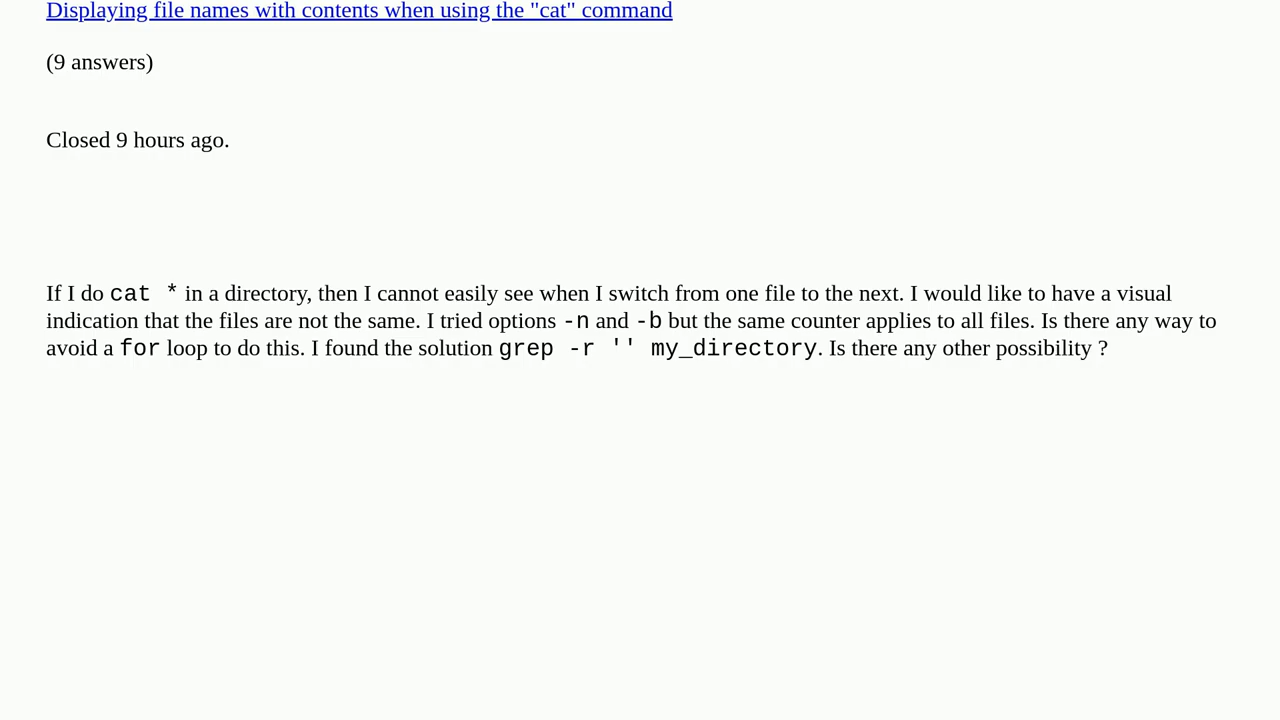 Displaying file names with contents when using the "cat" command
(9 answers)
Closed 9 hours ago.
If I do cat * in a directory, then I cannot easily see when I switch from one file to the next. I would like to have a visual
indication that the files are not the same. I tried options -n and -b but the same counter applies to all files. Is there any way to
avoid a for loop to do this. I found the solution grep -r '' my_directory. Is there any other possibility ?